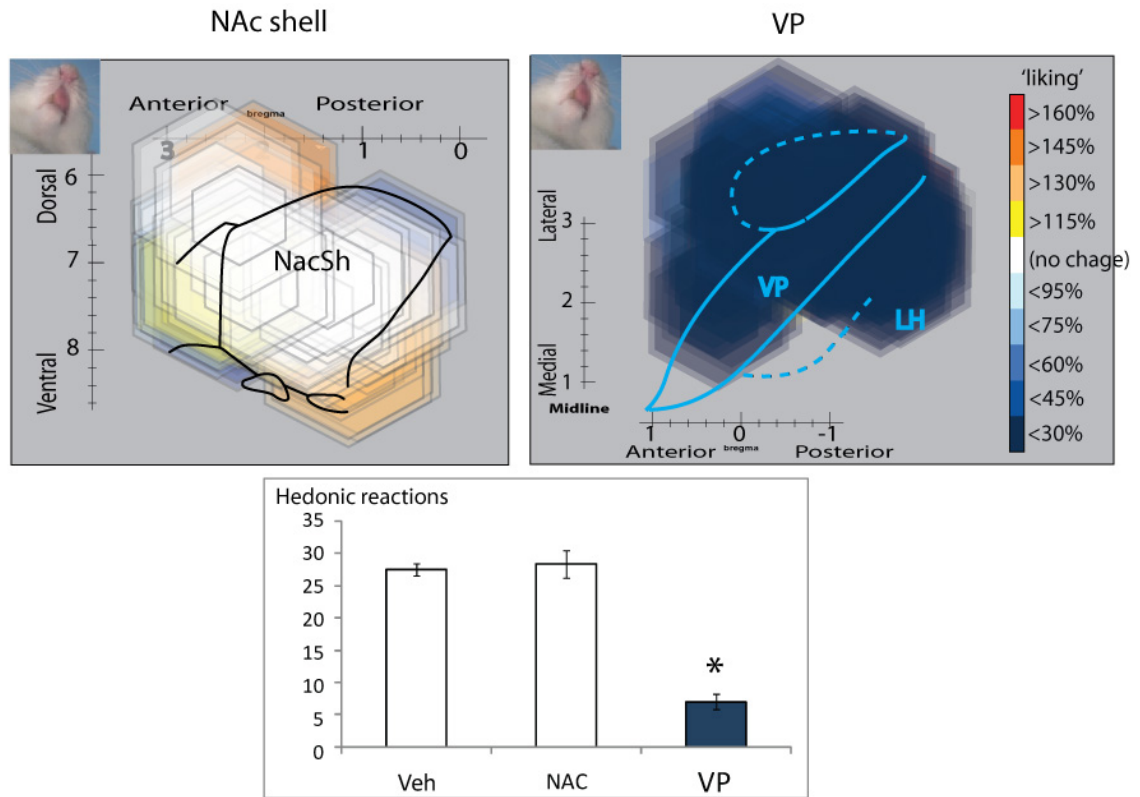 NAc shell
VP
Anterior
Posterior
bregma
3
1
0
Dorsal
Ventral
6
7
8
NacSh
Lateral
Medial
3
2
1
Midline
VP
LH
1
0
-1
Anterior
bregma
Posterior
'liking'
>160%
>145%
>130%
>115%
(no chage)
<95%
<75%
<60%
<45%
<30%
Hedonic reactions
35
30
25
20
15
10
5
0
*
Veh
NAC
VP